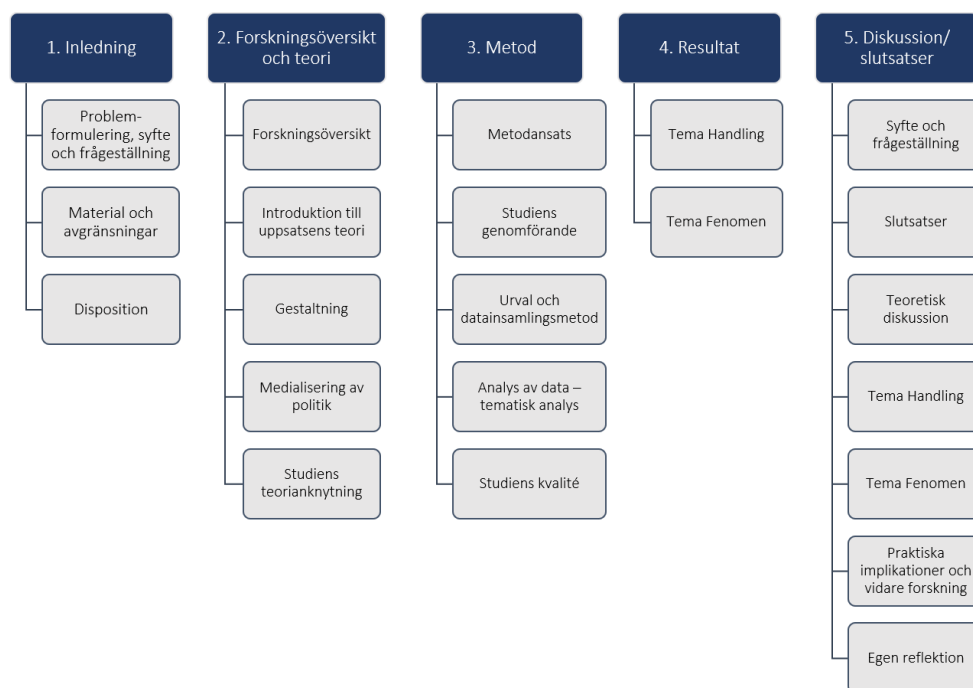 1. Inledning
Problem-
formulering, syfte
och frågeställning
Material och
avgränsningar
Disposition
2. Forskningsöversikt
och teori
Forskningsöversikt
Introduktion till
uppsatsens teori
Gestaltning
Medialisering av
politik
Studiens
teorianknytning
3. Metod
Metodansats
Studiens
genomförande
Urval och
datainsamlingsmetod
Analys av data –
tematisk analys
Studiens kvalité
4. Resultat
Tema Handling
Tema Fenomen
5. Diskussion/
slutsatser
Syfte och
frågeställning
Slutsatser
Teoretisk
diskussion
Tema Handling
Tema Fenomen
Praktiska
implikationer och
vidare forskning
Egen reflektion